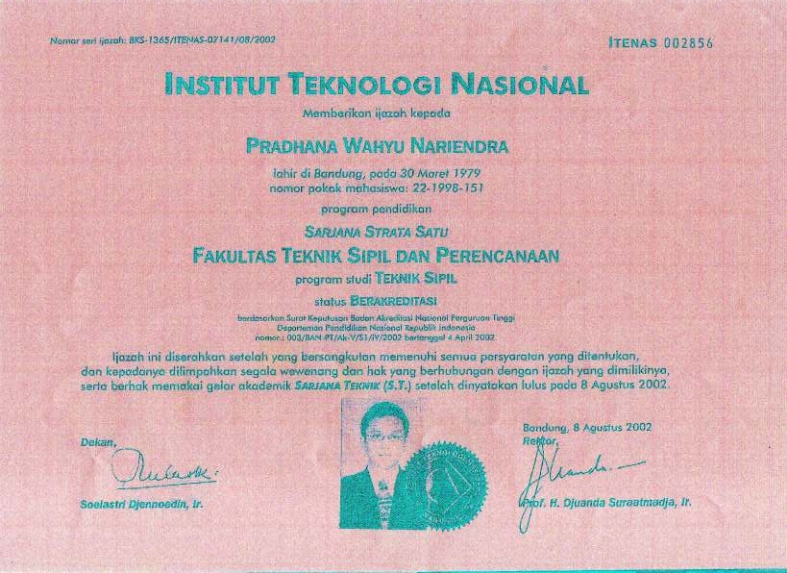 Nomor seri ijazah: BKS-1365/ITENAS-07141/08/2002
ITENAS 002856
INSTITUT TEKNOLOGI NASIONAL
Memberikan ijazah kepada
PRADHANA WAHYU NARIENDRA
lahir di Bandung, pada 30 Maret 1979
nomor pokok mahasiswa: 22-1998-151
program pendidikan
SARJANA STRATA SATU
FAKULTAS TEKNIK SIPIL DAN PERENCANAAN
program studi TEKNIK SIPIL
status BERAKREDITASI
berdasarkan Surat Keputusan Badan Akreditasi Nasional Perguruan Tinggi
Departemen Pendidikan Nasional Republik Indonesia
nomor: 003/BAN-PT/Ak-V/S1/IV/2002 bertanggal 4 April 2002
Ijazah ini diserahkan setelah yang bersangkutan memenuhi semua persyaratan yang ditentukan,
dan kepadanya dilimpahkan segala wewenang dan hak yang berhubungan dengan ijazah yang dimilikinya,
serta berhak memakai gelar akademik SARJANA TEKNIK (S.T.) setelah dinyatakan lulus pada 8 Agustus 2002.
Bandung, 8 Agustus 2002
Dekan,
Rektor,
Soelastri Djennoedin, Ir.
Prof. H. Djuanda Suraatmadja, Ir.